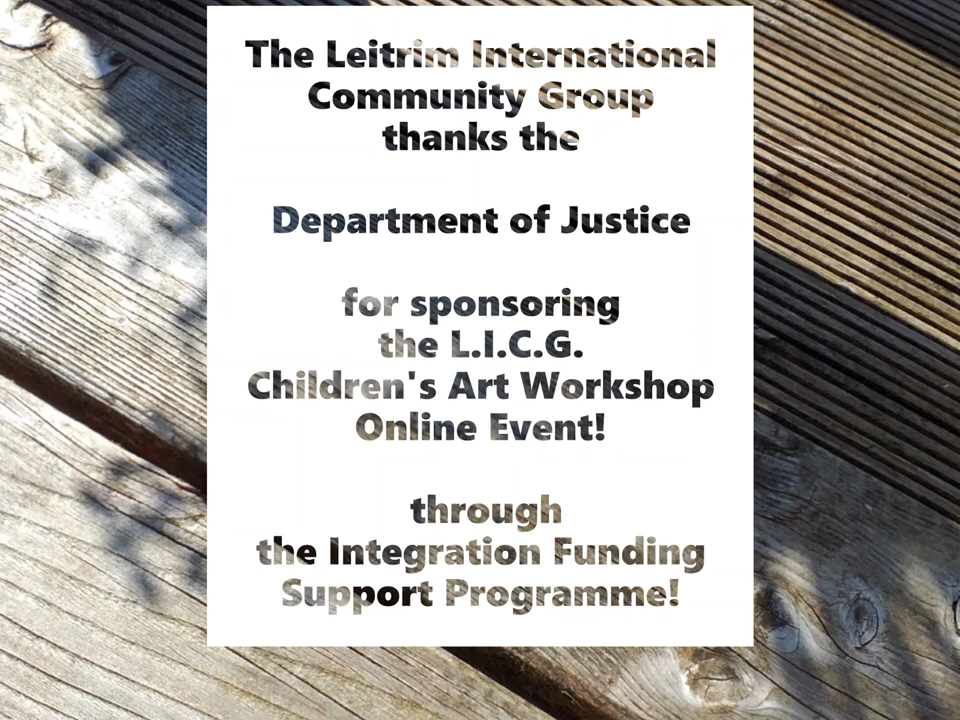 The Leitrim International
Community Group
thanks the
Department of Justice
for sponsoring
the L.I.C.G.
Children's Art Workshop
Online Event!
through
the Integration Funding
Support Programme!